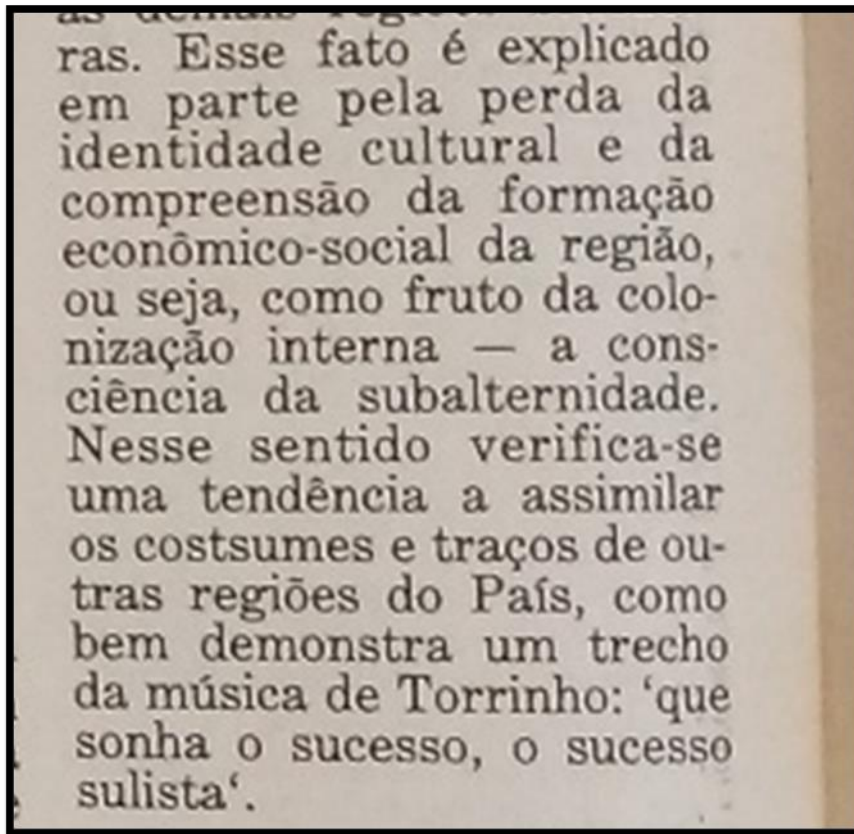 ras. Esse fato é explicado
em parte pela perda da
identidade cultural e da
compreensão da formação
econômico-social da região,
ou seja, como fruto da colo-
nização interna — a cons-
ciência da subalternidade.
Nesse sentido verifica-se
uma tendência a assimilar
os costsumes e traços de ou-
tras regiões do País, como
bem demonstra um trecho
da música de Torrinho: ‘que
sonha o sucesso, o sucesso
sulista‘.